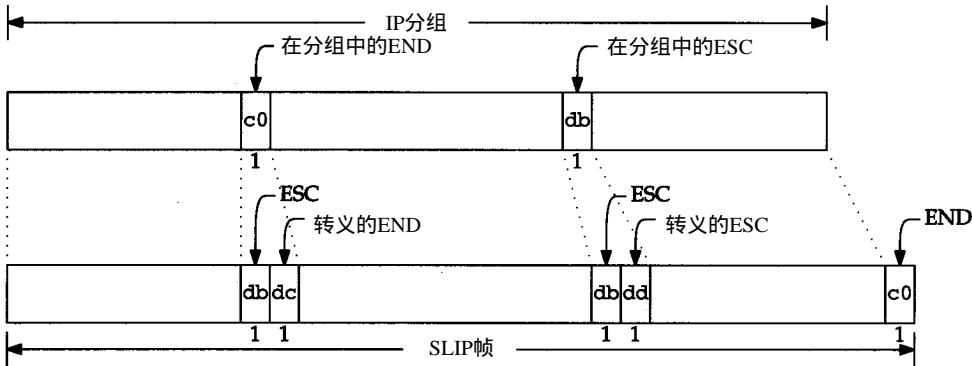 IP分组
在分组中的END
在分组中的ESC
c0
db
1
1
ESC
转义的END
ESC
转义的ESC
END
db
dc
db
dd
c0
1
1
1
1
1
SLIP帧